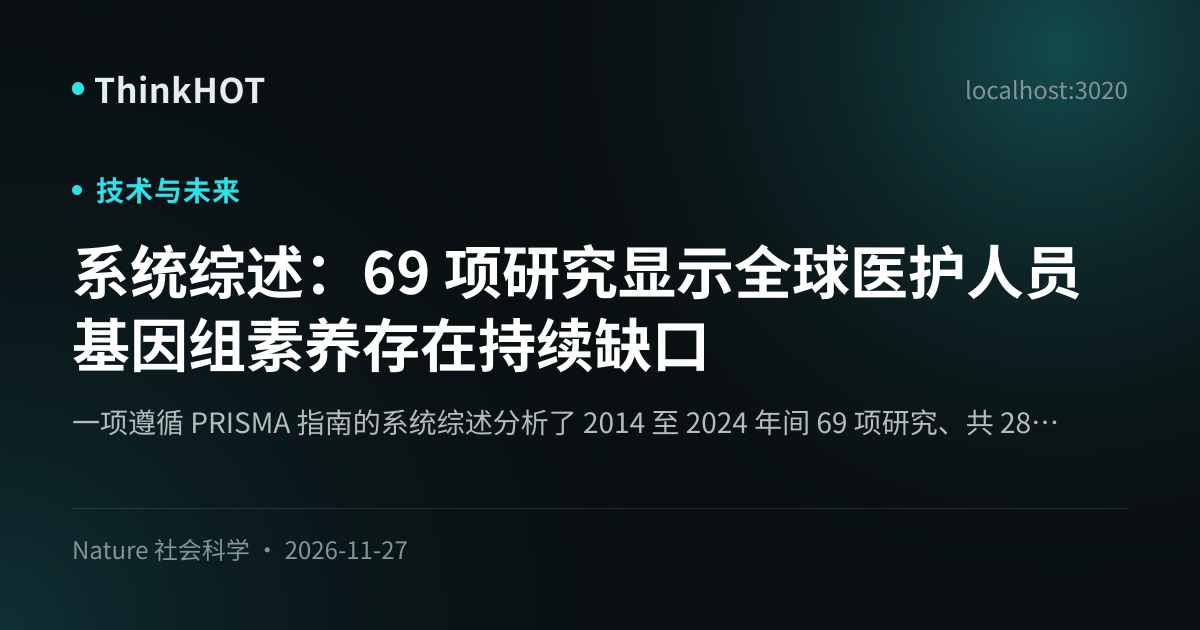 ThinkHOT
localhost:3020
技术与未来
系统综述：69 项研究显示全球医护人员
基因组素养存在持续缺口
一项遵循 PRISMA 指南的系统综述分析了 2014 至 2024 年间 69 项研究、共 28…
Nature 社会科学 · 2026-11-27